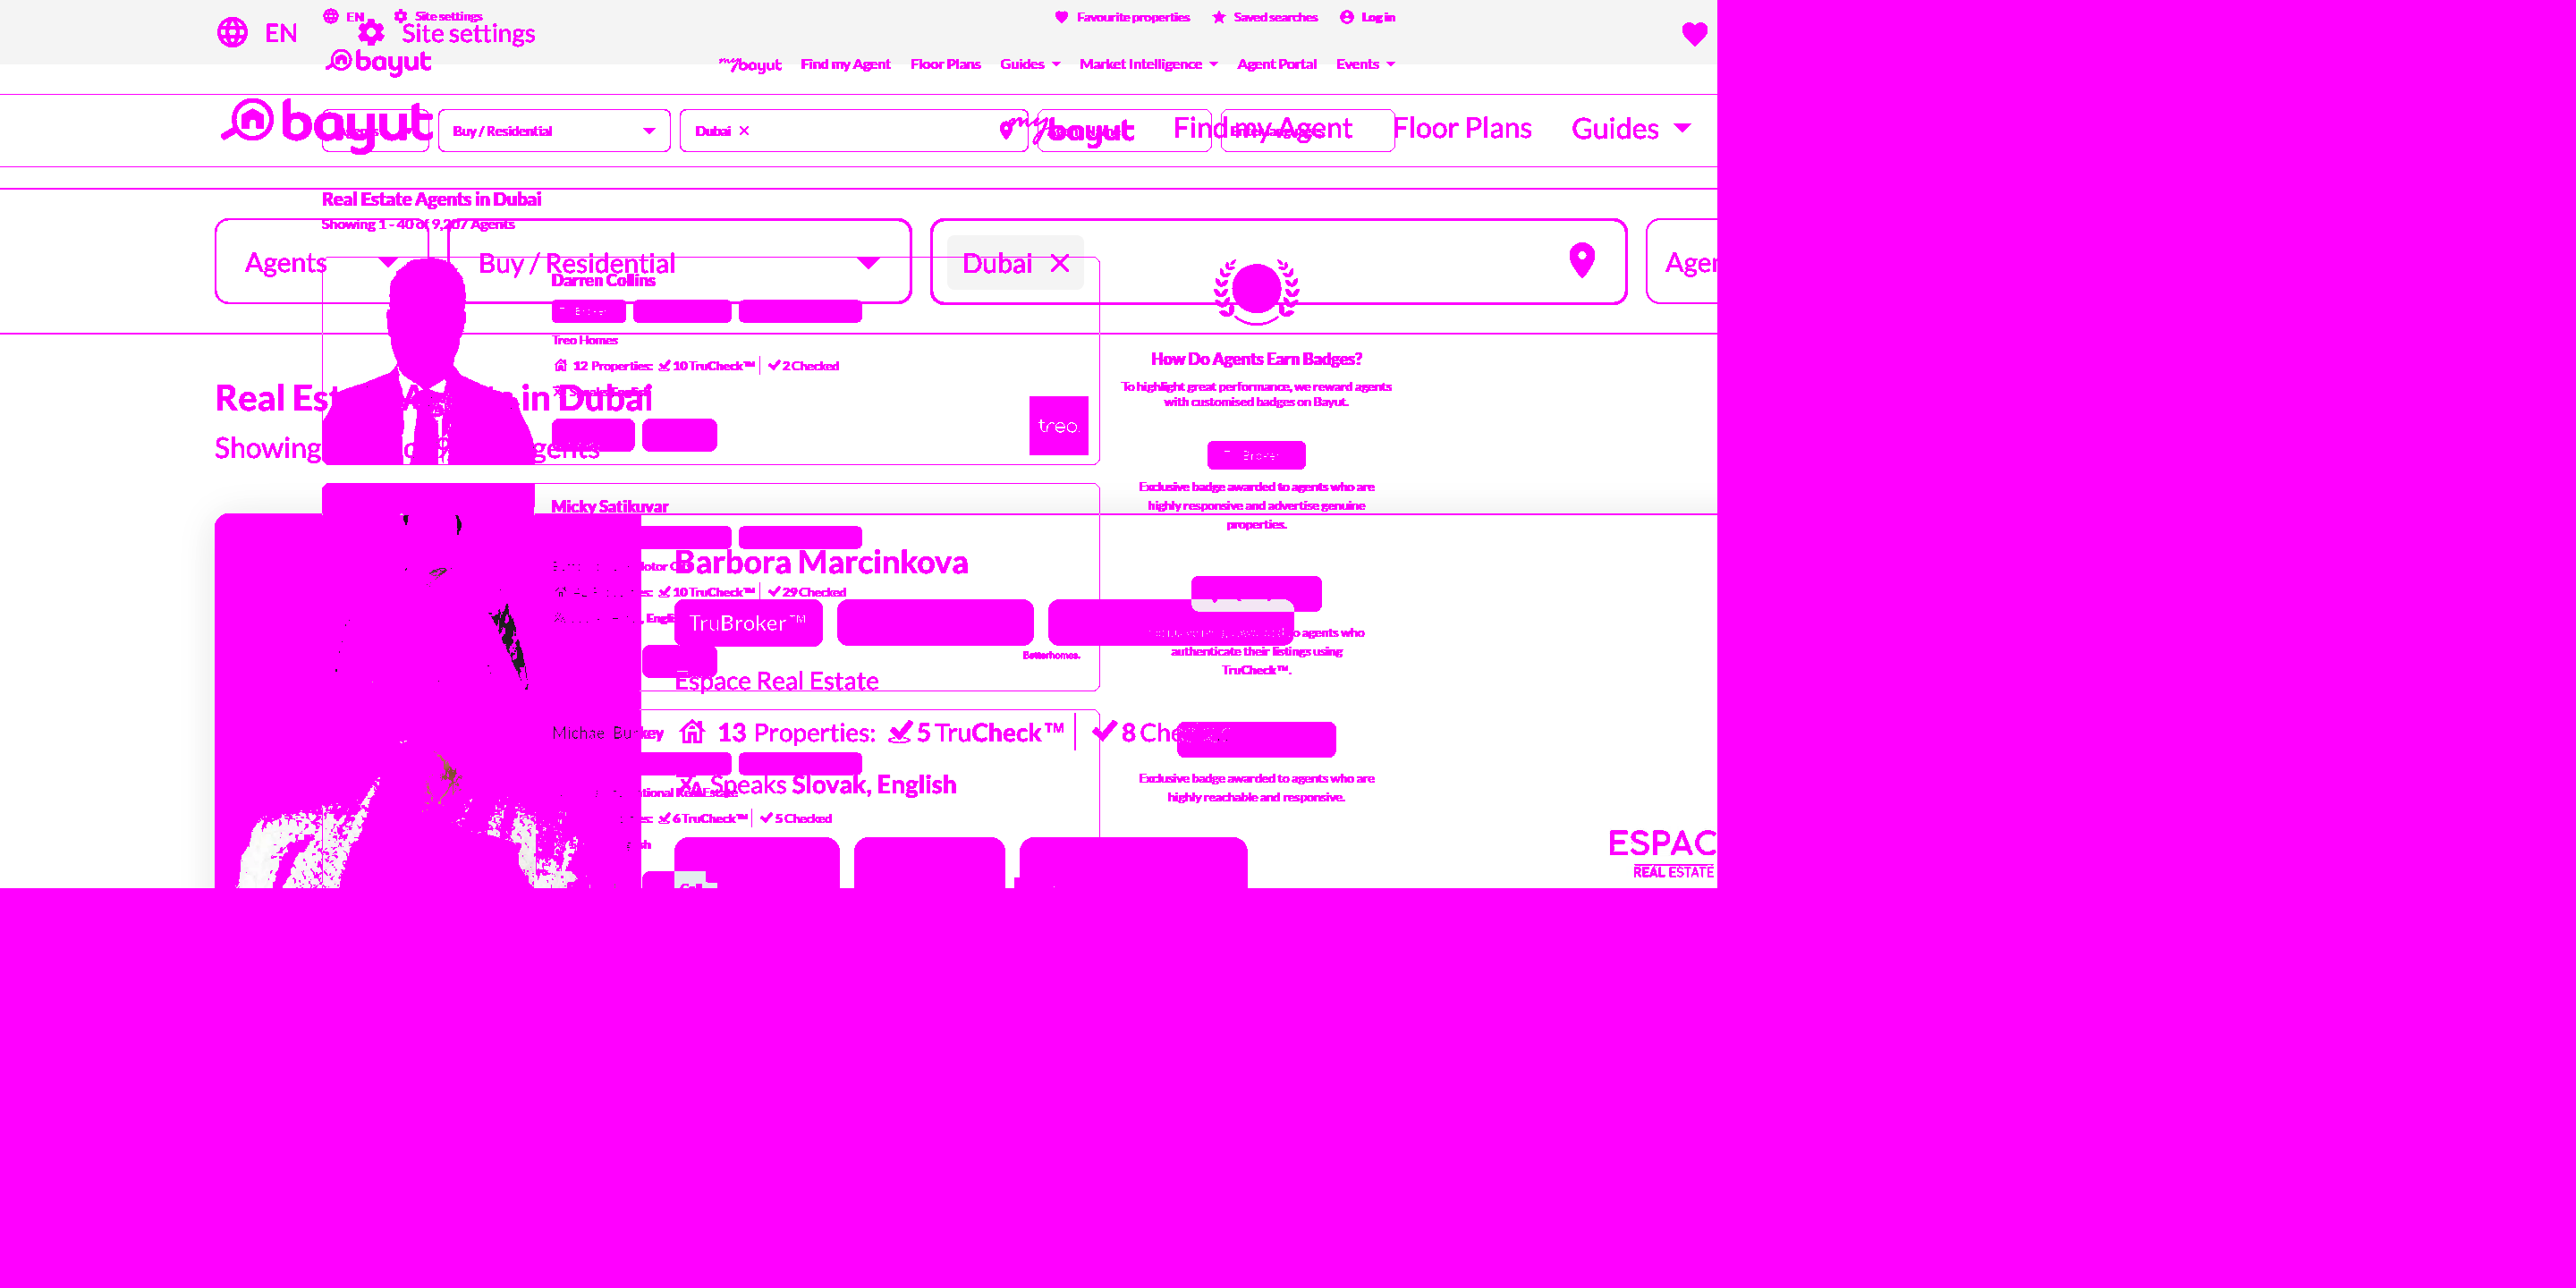 EN Site settings
Favourite properties Saved searches Log in
EN Site settings
bayut
my bayut Find my Agent Floor Plans Guides Market Intelligence Agent Portal Events
bayut
Buy / Residential
Dubai
my bayut Find my Agent Floor Plans Guides
Real Estate Agents in Dubai
Showing 1 - 40 of 9,207 Agents
Agents
Buy / Residential
Dubai
Darren Collins
Treo Homes
12 Properties: 10 TruCheck™ 2 Checked
treo.
Real Estate Agents in Dubai
Showing
How Do Agents Earn Badges?
To highlight great performance, we reward agents
with customised badges on Bayut.
Exclusive badge awarded to agents who are
highly responsive and advertise genuine
properties.
Micky Satikuvar
10 TruCheck™ 29 Checked
Barbora Marcinkova
TruBroker™
Betterhomes.
Espace Real Estate
to agents who
authenticate their listings using
TruCheck™.
13 Properties: 5 TruCheck™ 8
Speaks Slovak, English
6 TruCheck™ 5 Checked
Exclusive badge awarded to agents who are
highly reachable and responsive.
ESPAC
REAL ESTATE